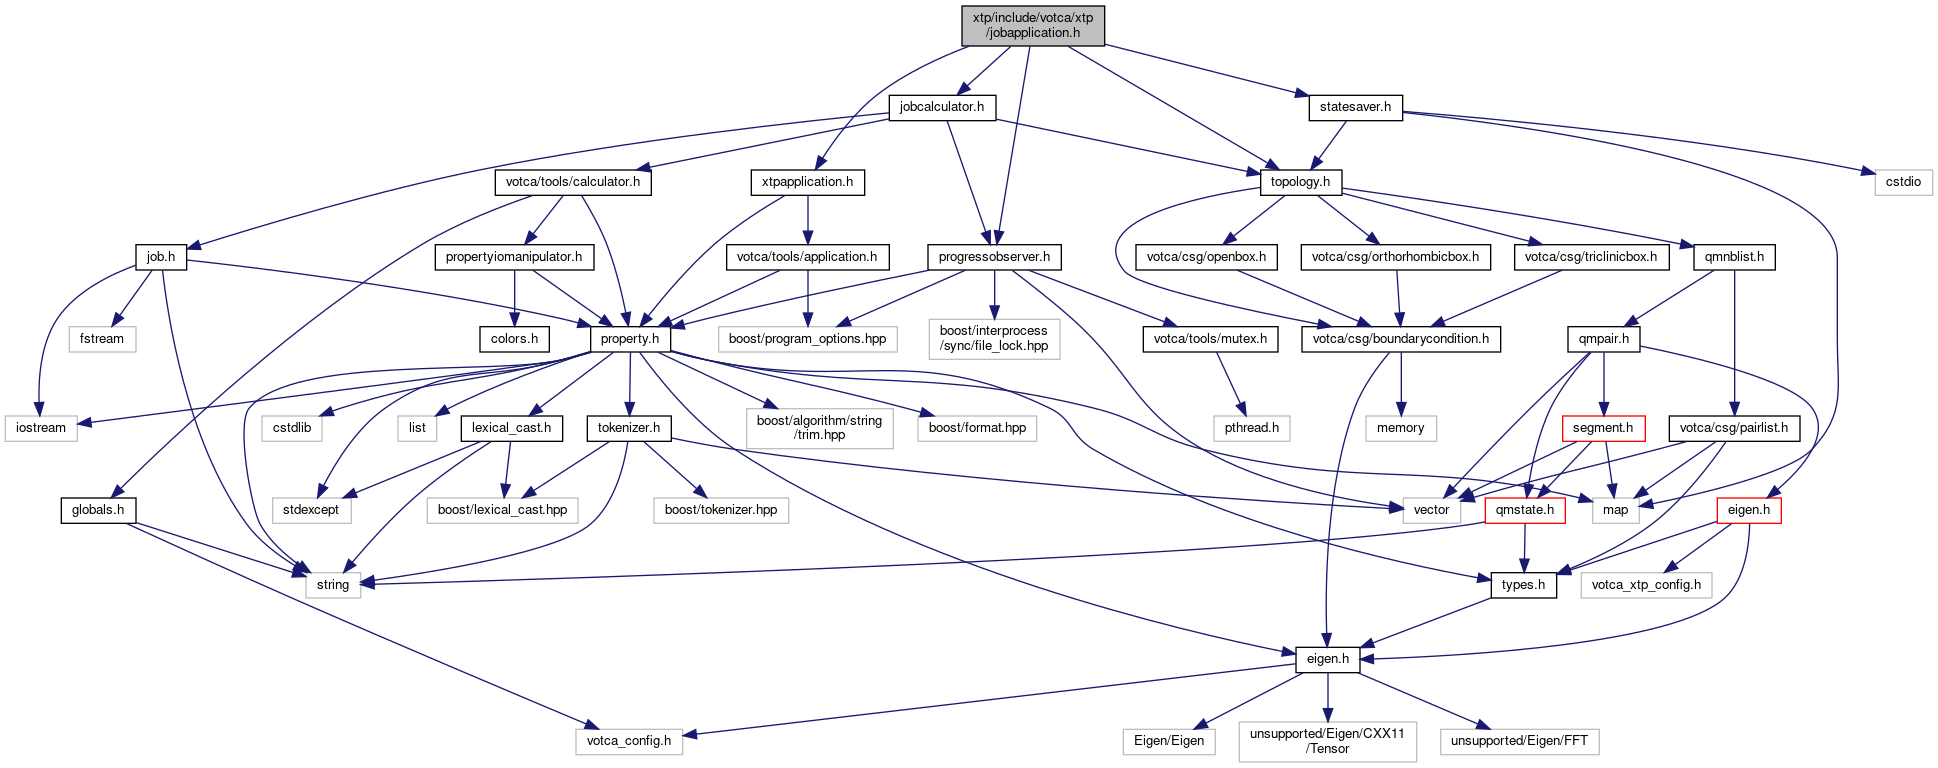 xtp/include/votca/xtp
/jobapplication.h
jobcalculator.h
statesaver.h
votca/tools/calculator.h
xtpapplication.h
topology.h
cstdio
job.h
propertyiomanipulator.h
votca/tools/application.h
progressobserver.h
votca/csg/openbox.h
votca/csg/orthorhombicbox.h
votca/csg/triclinicbox.h
qmnblist.h
fstream
colors.h
property.h
boost/program_options.hpp
boost/interprocess
/sync/file_lock.hpp
votca/tools/mutex.h
votca/csg/boundarycondition.h
qmpair.h
iostream
cstdlib
list
lexical_cast.h
tokenizer.h
boost/algorithm/string
/trim.hpp
boost/format.hpp
pthread.h
memory
segment.h
votca/csg/pairlist.h
globals.h
stdexcept
boost/lexical_cast.hpp
boost/tokenizer.hpp
vector
qmstate.h
map
eigen.h
string
types.h
votca_xtp_config.h
eigen.h
votca_config.h
Eigen/Eigen
unsupported/Eigen/CXX11
/Tensor
unsupported/Eigen/FFT